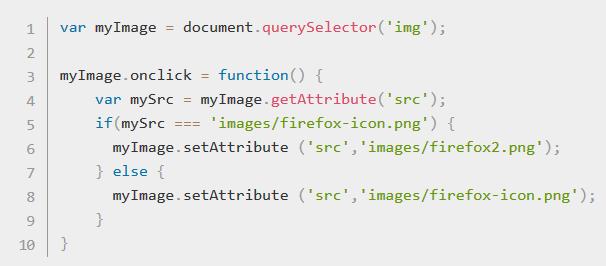 1 var myImage = document.querySelector('img');
2
3 myImage.onclick = function() {
4     var mySrc = myImage.getAttribute('src');
5     if(mySrc === 'images/firefox-icon.png') {
6       myImage.setAttribute ('src','images/firefox2.png');
7     } else {
8       myImage.setAttribute ('src','images/firefox-icon.png');
9     }
10 }